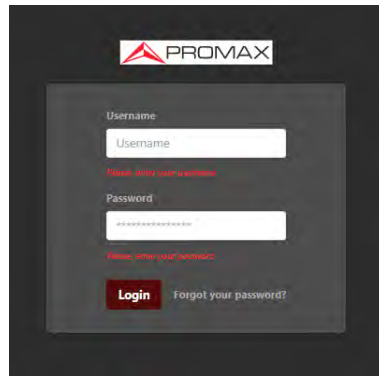 PROMAX
Username
Username
Please, enter your username
Password
***************
Please, enter your password
Login
Forgot your password?